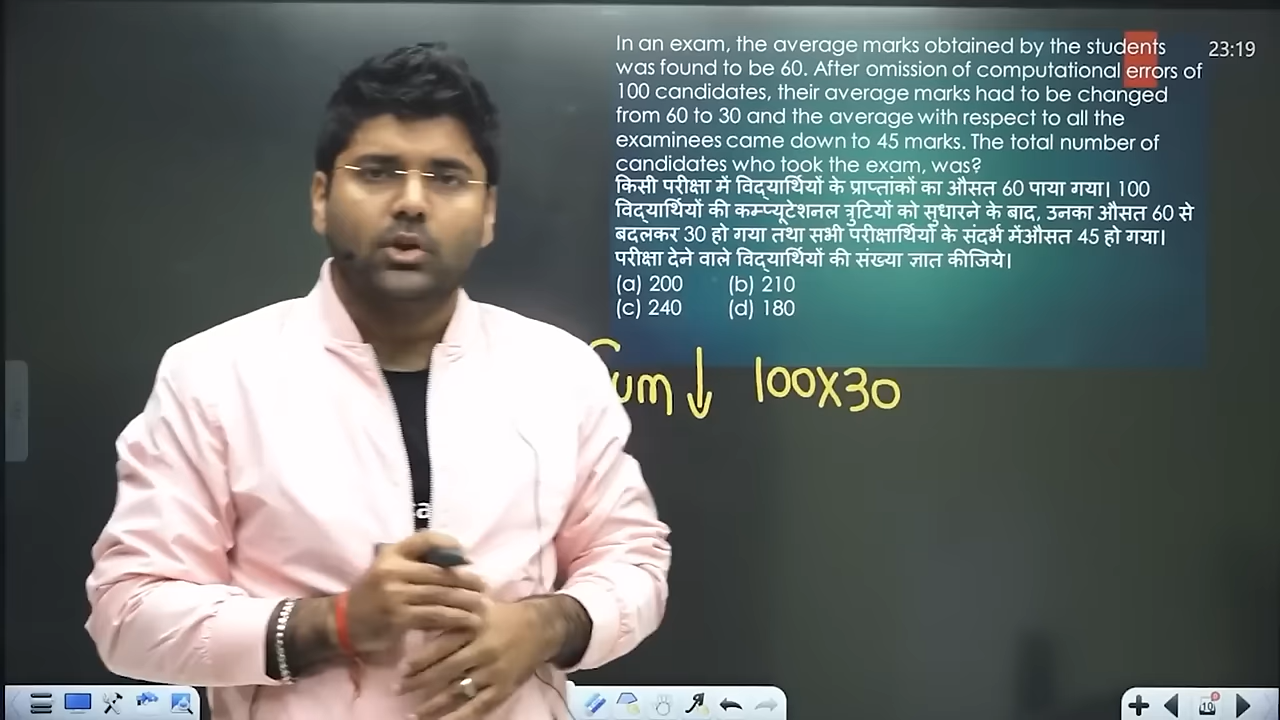 In an exam, the average marks obtained by the students
was found to be 60. After omission of computational errors of
100 candidates, their average marks had to be changed
from 60 to 30 and the average with respect to all the
examinees came down to 45 marks. The total number of
candidates who took the exam, was?
किसी परीक्षा में विद्यार्थियों के प्राप्तांकों का औसत 60 पाया गया। 100
विद्यार्थियों की कम्प्यूटेशनल त्रुटियों को सुधारने के बाद, उनका औसत 60 से
बदलकर 30 हो गया तथा सभी परीक्षार्थियों के संदर्भ मेंऔसत 45 हो गया।
परीक्षा देने वाले विद्यार्थियों की संख्या ज्ञात कीजिये।
(a) 200 (b) 210
(c) 240 (d) 180
23:19
Sum ↓ 100x30
10